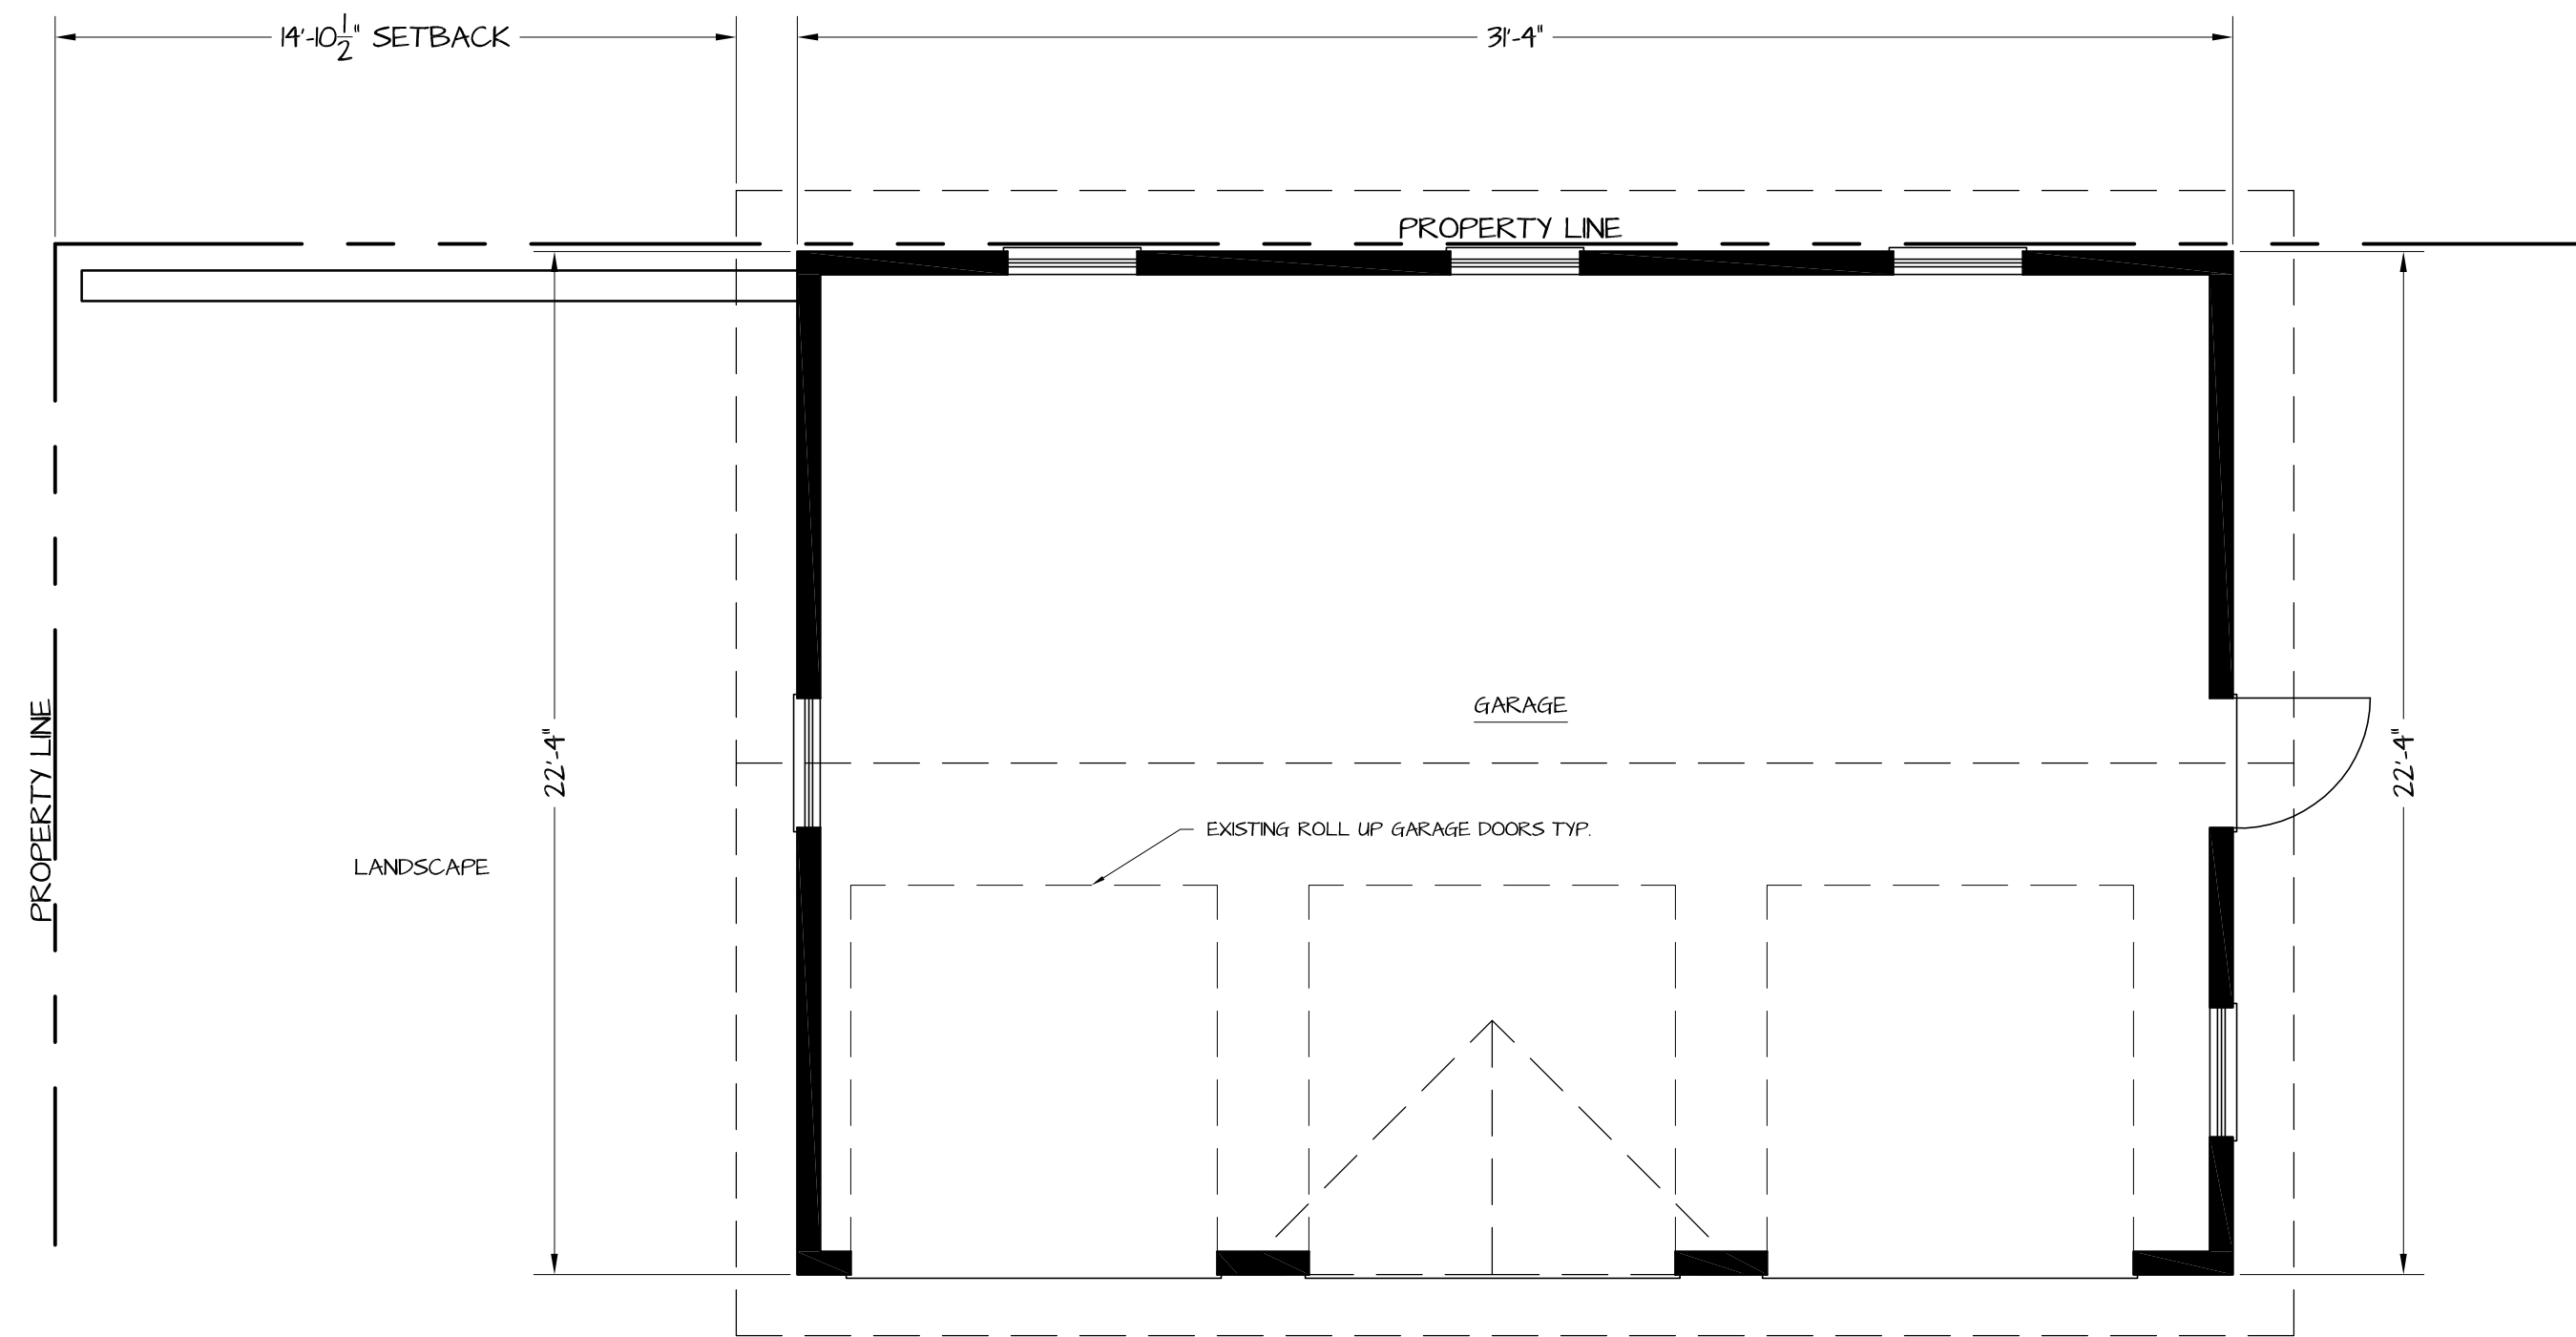 14'-10 1/2" SETBACK
31'-4"
PROPERTY LINE
PROPERTY LINE
22'-4"
GARAGE
22'-4"
EXISTING ROLL UP GARAGE DOORS TYP.
LANDSCAPE